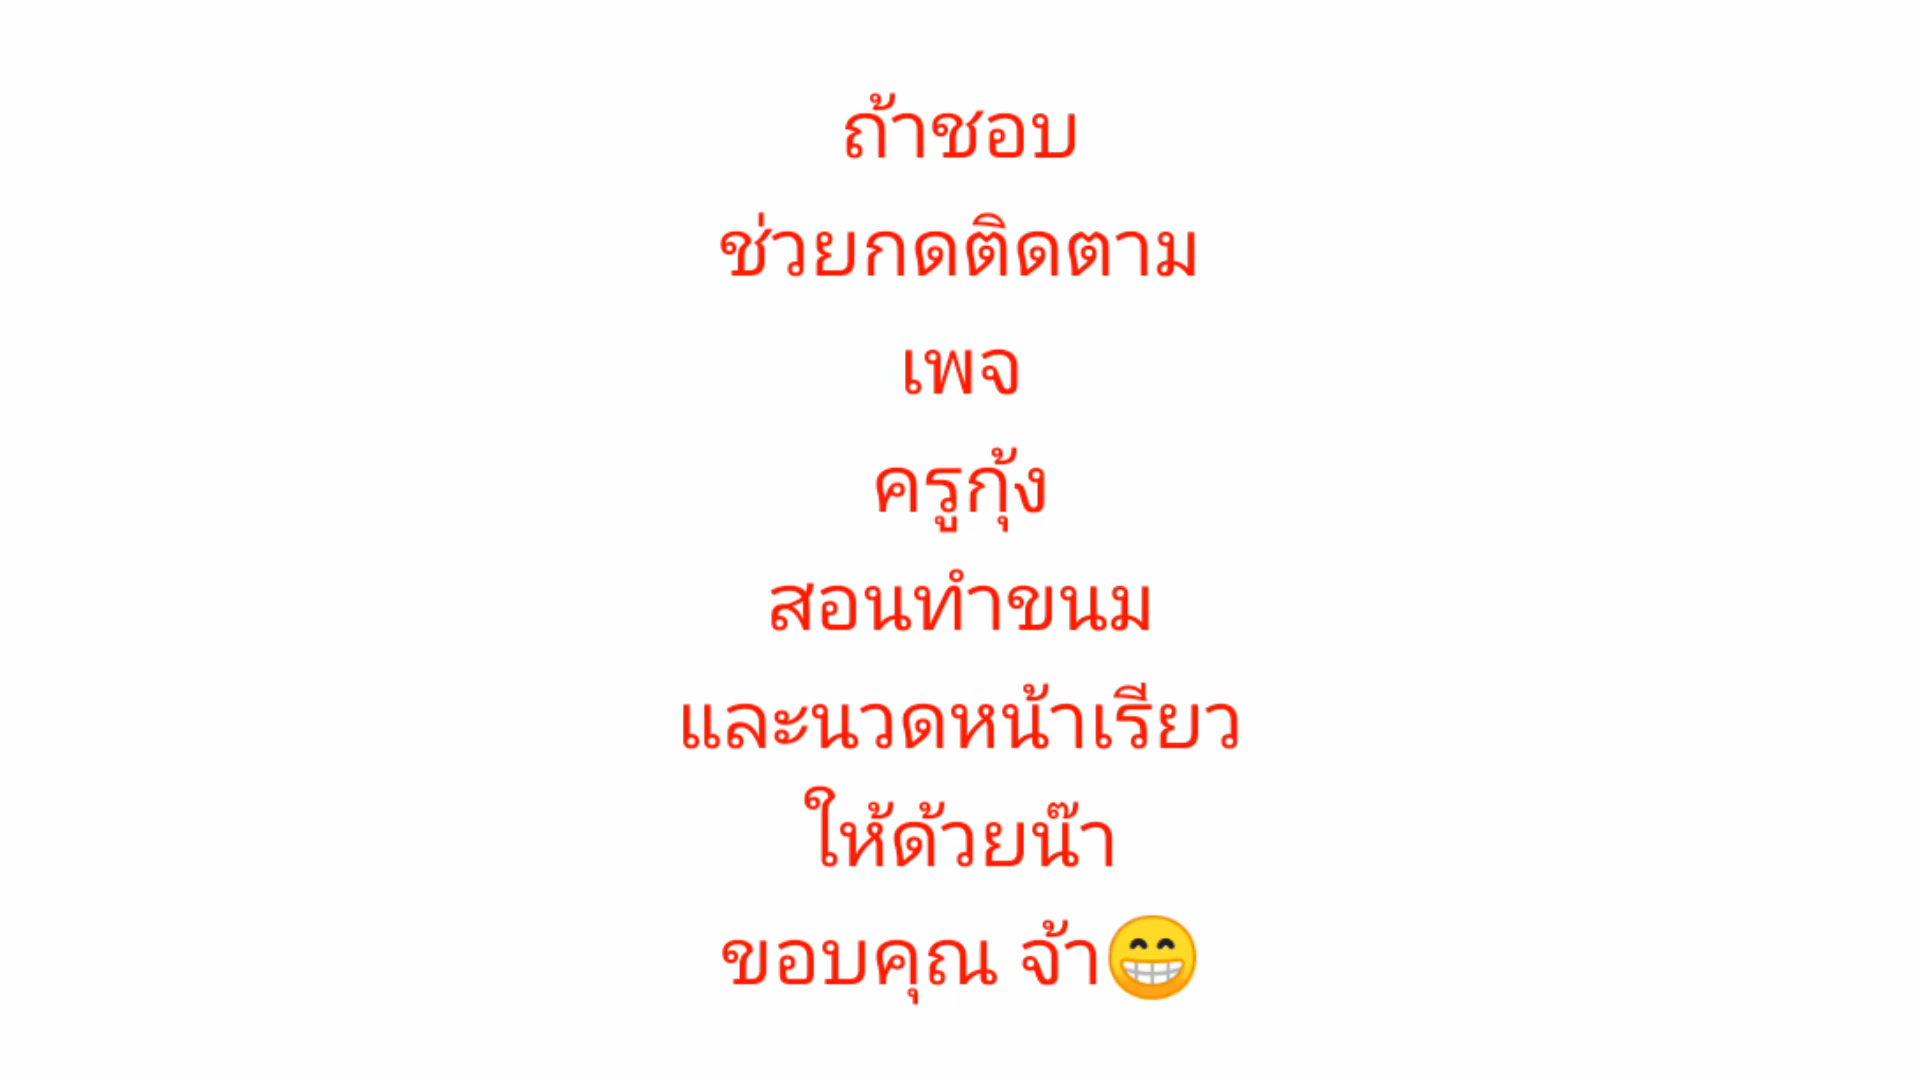 ถ้าชอบ
ช่วยกดติดตาม
เพจ
ครูกุ้ง
สอนทำขนม
และนวดหน้าเรียว
ให้ด้วยน๊า
ขอบคุณ จ้า😁